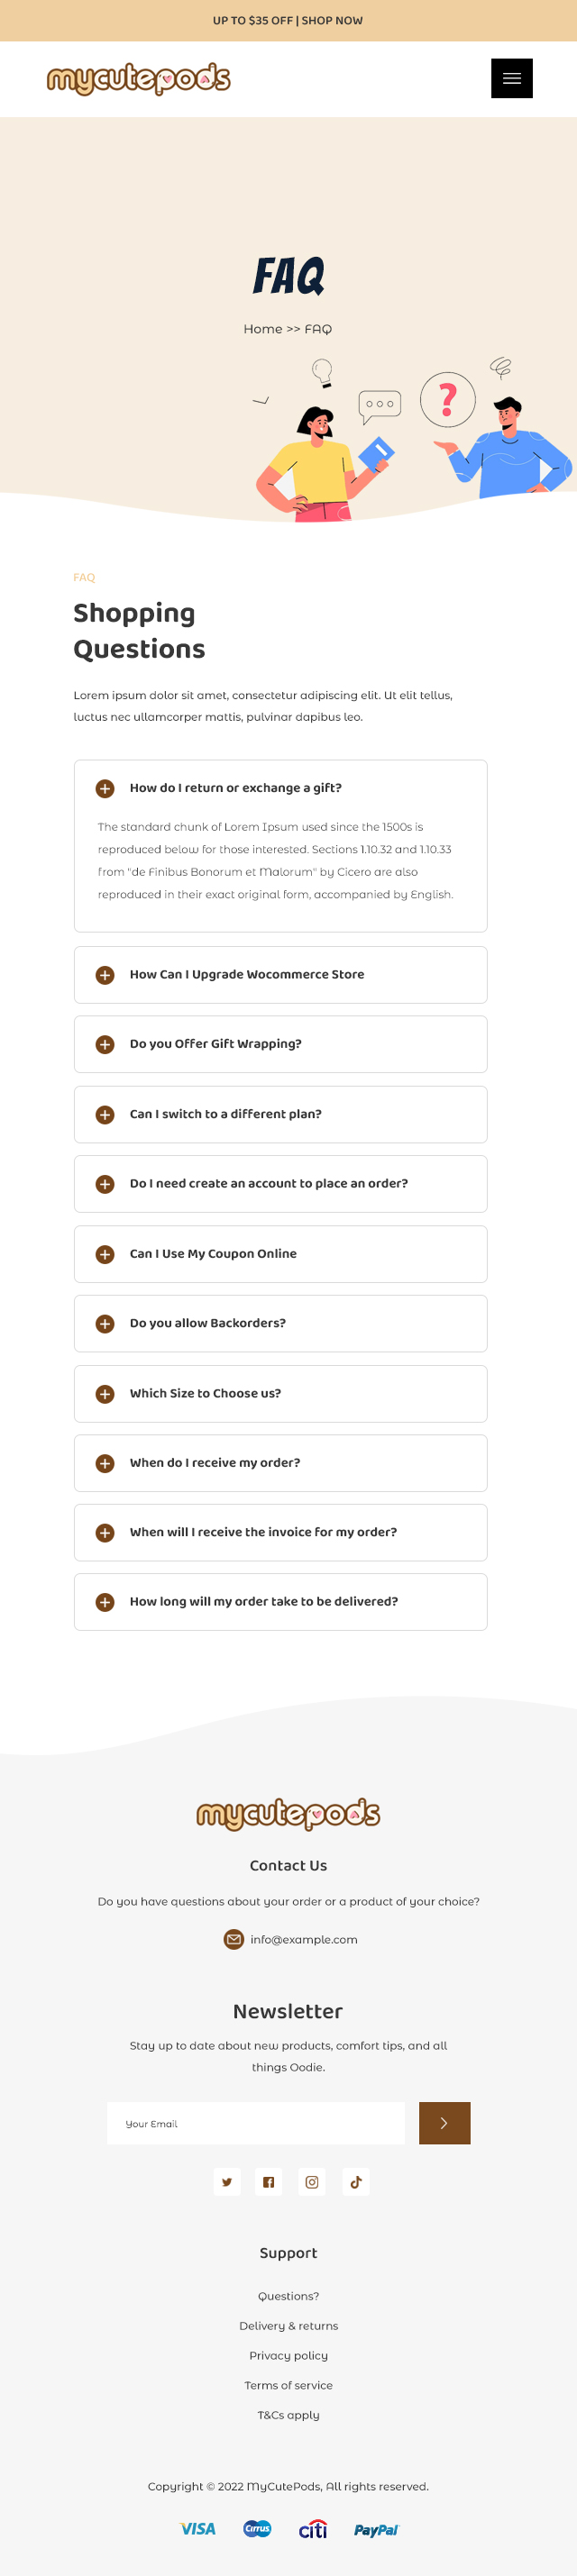 UP TO $35 OFF | SHOP NOW
mycutepods
FAQ
Home >> FAQ
?
FAQ
Shopping
Questions
Lorem ipsum dolor sit amet, consectetur adipiscing elit. Ut elit tellus,
luctus nec ullamcorper mattis, pulvinar dapibus leo.
How do I return or exchange a gift?
The standard chunk of Lorem Ipsum used since the 1500s is
reproduced below for those interested. Sections 1.10.32 and 1.10.33
from "de Finibus Bonorum et Malorum" by Cicero are also
reproduced in their exact original form, accompanied by English.
How Can I Upgrade Wocommerce Store
Do you Offer Gift Wrapping?
Can I switch to a different plan?
Do I need create an account to place an order?
Can I Use My Coupon Online
Do you allow Backorders?
Which Size to Choose us?
When do I receive my order?
When will I receive the invoice for my order?
How long will my order take to be delivered?
mycutepods
Contact Us
Do you have questions about your order or a product of your choice?
info@example.com
Newsletter
Stay up to date about new products, comfort tips, and all
things Oodie.
Your Email
Support
Questions?
Delivery & returns
Privacy policy
Terms of service
T&Cs apply
Copyright © 2022 MyCutePods, All rights reserved.
VISA Cirrus citi PayPal